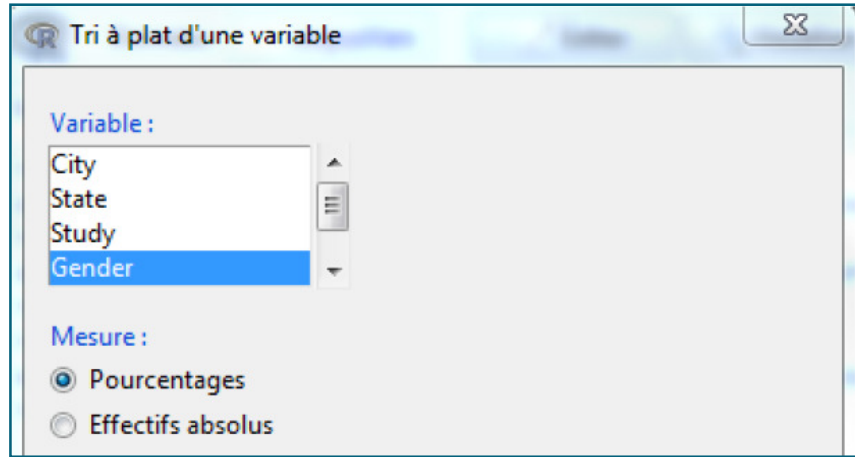 Tri à plat d'une variable
Variable :
City
State
Study
Gender
Mesure :
Pourcentages
Effectifs absolus